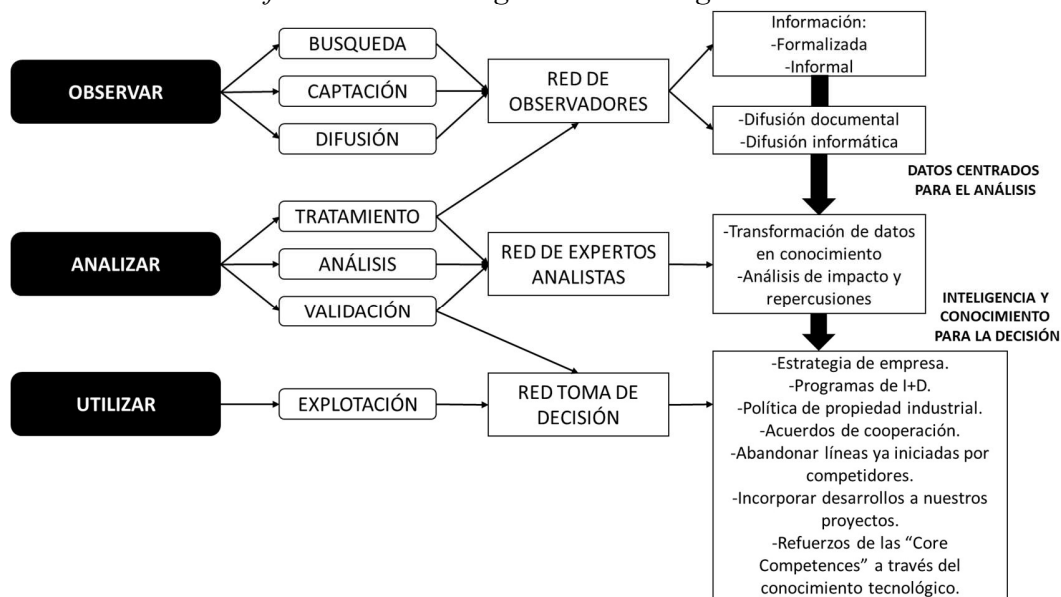 OBSERVAR
BUSQUEDA
CAPTACIÓN
DIFUSIÓN
RED DE
OBSERVADORES
Información:
-Formalizada
-Informal
-Difusión documental
-Difusión informática
DATOS CENTRADOS
PARA EL ANÁLISIS
ANALIZAR
TRATAMIENTO
ANÁLISIS
VALIDACIÓN
RED DE EXPERTOS
ANALISTAS
-Transformación de datos
en conocimiento
-Análisis de impacto y
repercusiones
INTELIGENCIA Y
CONOCIMIENTO
PARA LA DECISIÓN
UTILIZAR
EXPLOTACIÓN
RED TOMA DE
DECISIÓN
-Estrategia de empresa.
-Programas de I+D.
-Política de propiedad industrial.
-Acuerdos de cooperación.
-Abandonar líneas ya iniciadas por
competidores.
-Incorporar desarrollos a nuestros
proyectos.
-Refuerzos de las “Core
Competences” a través del
conocimiento tecnológico.